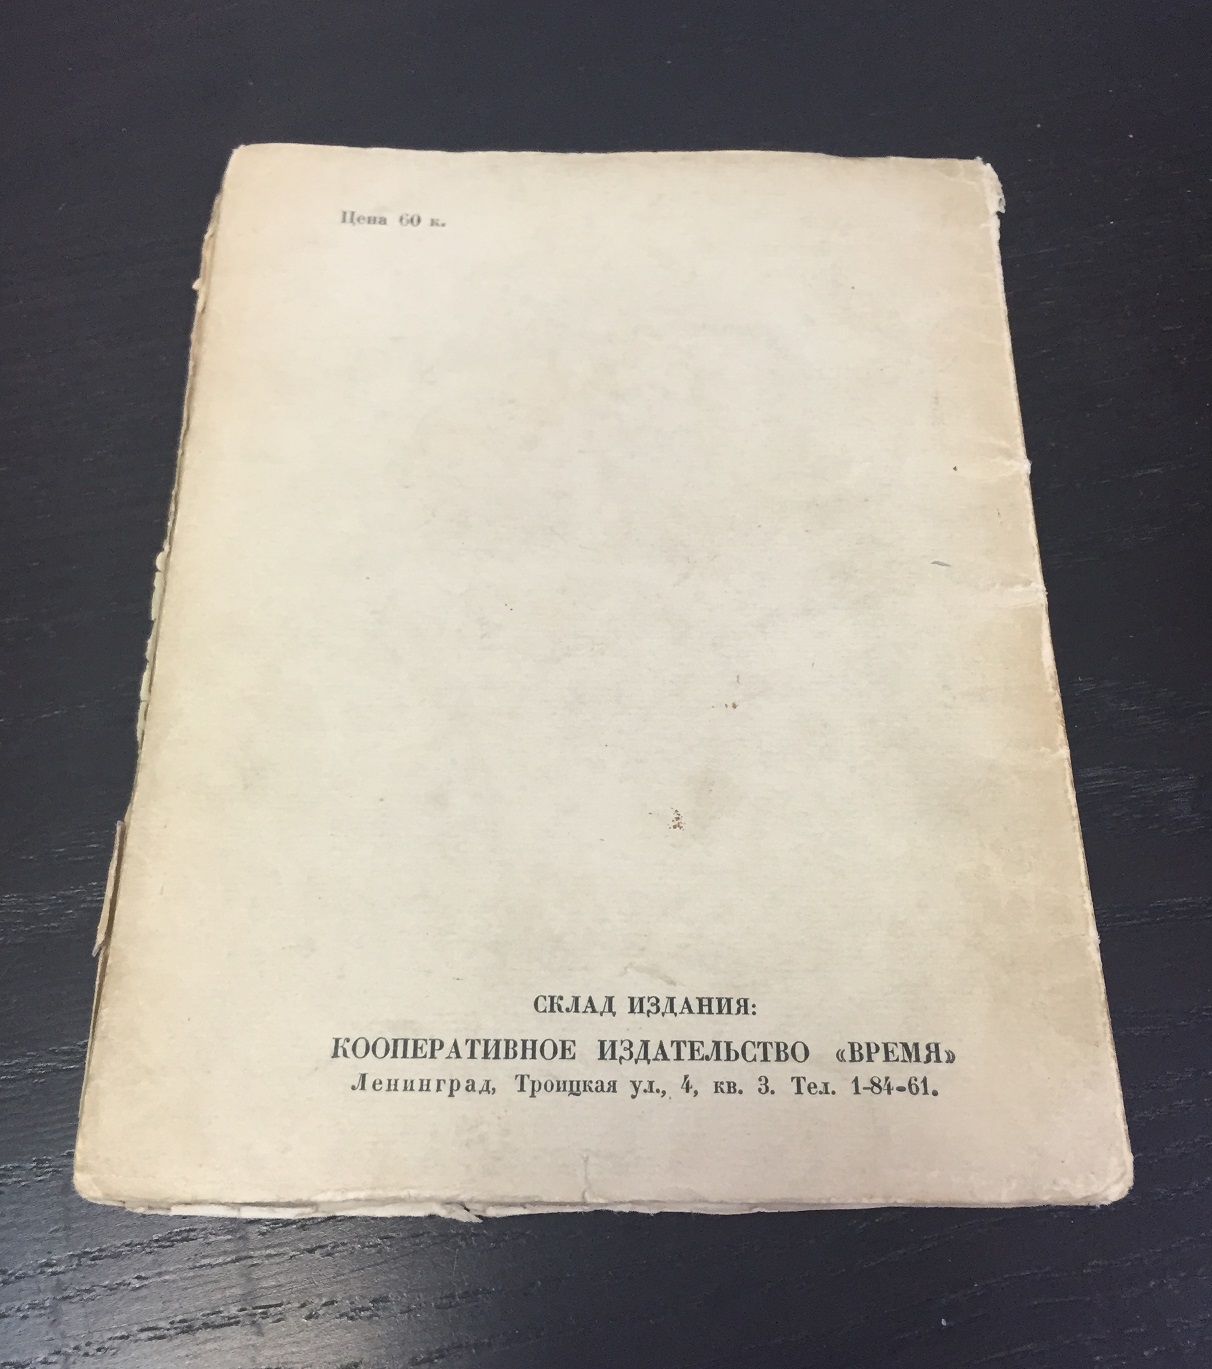 Цена 60 к.
СКЛАД ИЗДАНИЯ:
КООПЕРАТИВНОЕ ИЗДАТЕЛЬСТВО «ВРЕМЯ»
Ленинград, Троицкая ул., 4, кв. 3. Тел. 1-84-61.